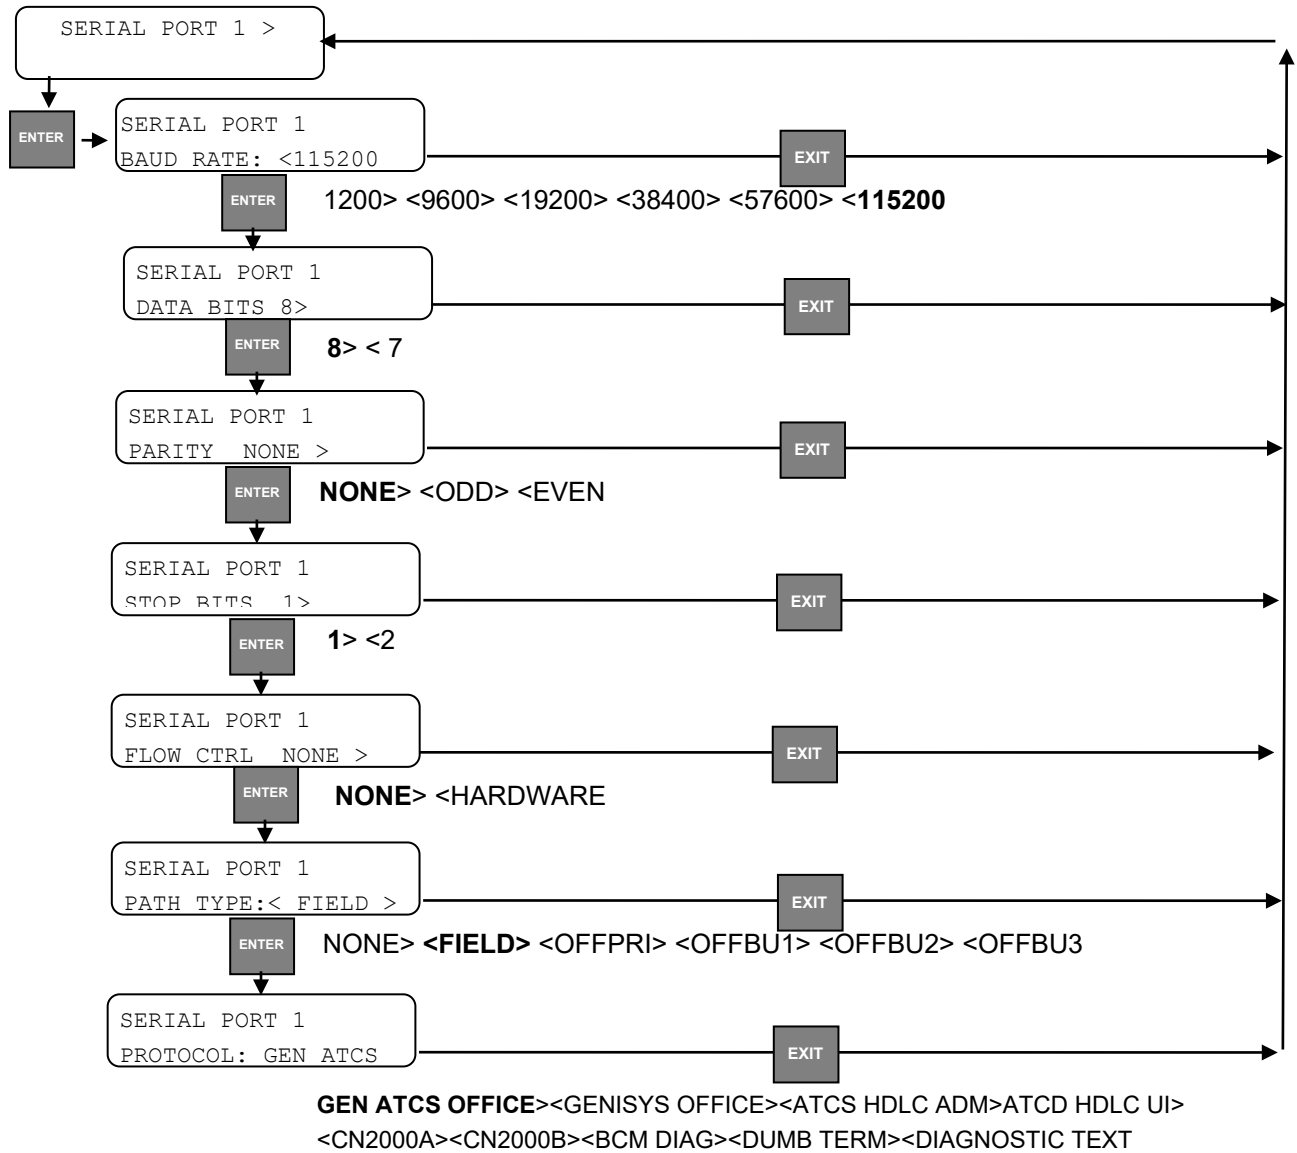 SERIAL PORT 1 >
ENTER
SERIAL PORT 1
BAUD RATE: <115200
EXIT
ENTER
1200> <9600> <19200> <38400> <57600> <115200
SERIAL PORT 1
DATA BITS 8>
EXIT
ENTER
8> < 7
SERIAL PORT 1
PARITY NONE >
EXIT
ENTER
NONE> <ODD> <EVEN
SERIAL PORT 1
STOP BITS 1>
EXIT
ENTER
1> <2
SERIAL PORT 1
FLOW CTRL NONE >
EXIT
ENTER
NONE> <HARDWARE
SERIAL PORT 1
PATH TYPE:< FIELD >
EXIT
ENTER
NONE> <FIELD> <OFFPRI> <OFFBU1> <OFFBU2> <OFFBU3
SERIAL PORT 1
PROTOCOL: GEN ATCS
EXIT
GEN ATCS OFFICE><GENISYS OFFICE><ATCS HDLC ADM>ATCD HDLC UI>
<CN2000A><CN2000B><BCM DIAG><DUMB TERM><DIAGNOSTIC TEXT